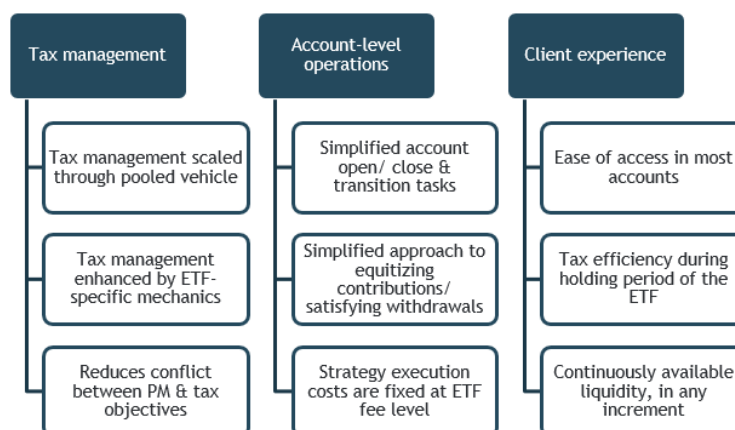 Tax management
Tax management scaled
through pooled vehicle
Tax management
enhanced by ETF-
specific mechanics
Reduces conflict
between PM & tax
objectives
Account-level
operations
Simplified account
open/ close &
transition tasks
Simplified approach to
equitizing
contributions/
satisfying withdrawals
Strategy execution
costs are fixed at ETF
fee level
Client experience
Ease of access in most
accounts
Tax efficiency during
holding period of the
ETF
Continuously available
liquidity, in any
increment